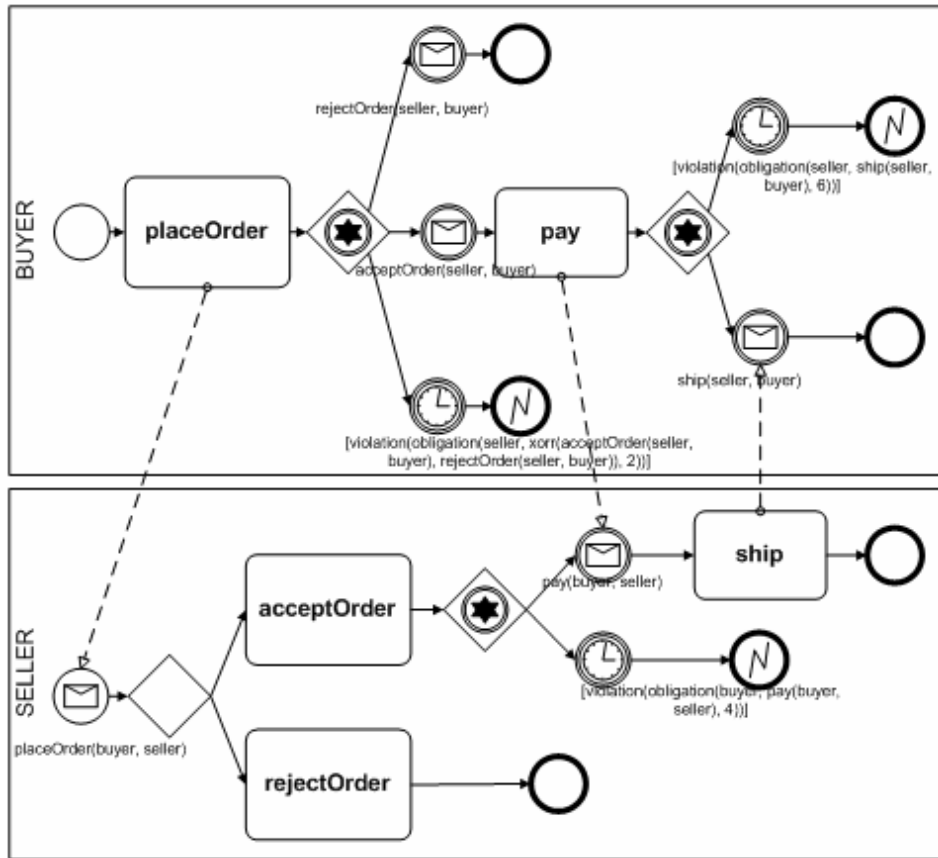 BUYER
rejectOrder(seller, buyer)
placeOrder
acceptOrder(seller, buyer)
pay
[violation(obligation(seller, ship(seller,
buyer), 6))]
ship(seller, buyer)
[violation(obligation(seller, xorr(acceptOrder(seller,
buyer), rejectOrder(seller, buyer)), 2))]
SELLER
placeOrder(buyer, seller)
acceptOrder
rejectOrder
pay(buyer, seller)
ship
[violation(obligation(buyer, pay(buyer,
seller), 4))]